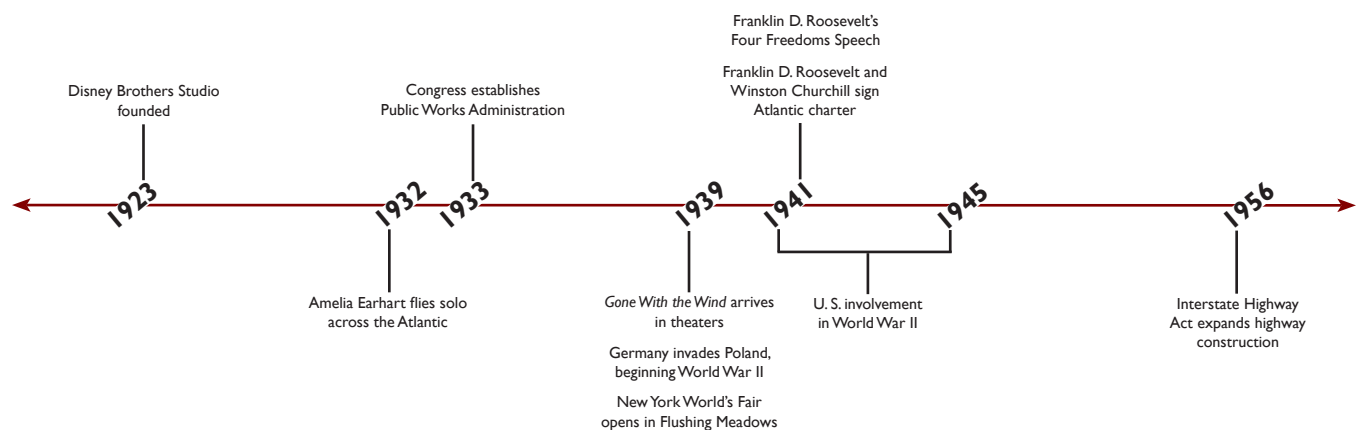 Franklin D. Roosevelt's
Four Freedoms Speech
Franklin D. Roosevelt and
Winston Churchill sign
Atlantic charter
Disney Brothers Studio
founded
Congress establishes
Public Works Administration
1923
1932
1933
1939
1941
1945
1956
Amelia Earhart flies solo
across the Atlantic
Gone With the Wind arrives
in theaters
Germany invades Poland,
beginning World War II
New York World's Fair
opens in Flushing Meadows
U. S. involvement
in World War II
Interstate Highway
Act expands highway
construction